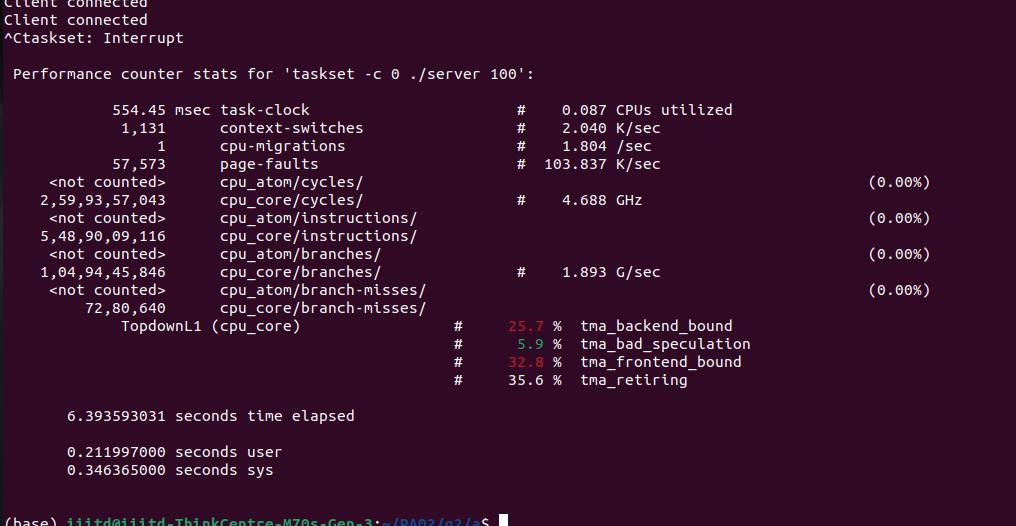 Client connected
Client connected
^Ctaskset: Interrupt
Performance counter stats for 'taskset -c 0 ./server 100':
554.45 msec task-clock # 0.087 CPUs utilized
1,131 context-switches # 2.040 K/sec
1 cpu-migrations # 1.804 /sec
57,573 page-faults # 103.837 K/sec
<not counted> cpu_atom/cycles/ (0.00%)
2,59,93,57,043 cpu_core/cycles/ # 4.688 GHz
<not counted> cpu_atom/instructions/ (0.00%)
5,48,90,09,116 cpu_core/instructions/
<not counted> cpu_atom/branches/ (0.00%)
1,04,94,45,846 cpu_core/branches/ # 1.893 G/sec
<not counted> cpu_atom/branch-misses/ (0.00%)
72,80,640 cpu_core/branch-misses/
TopdownL1 (cpu_core) # 25.7 % tma_backend_bound
# 5.9 % tma_bad_speculation
# 32.8 % tma_frontend_bound
# 35.6 % tma_retiring
6.393593031 seconds time elapsed
0.211997000 seconds user
0.346365000 seconds sys
(base) iiitd@iiitd-ThinkCentre-M70s-Gen-3:~/PA02/q2/a$